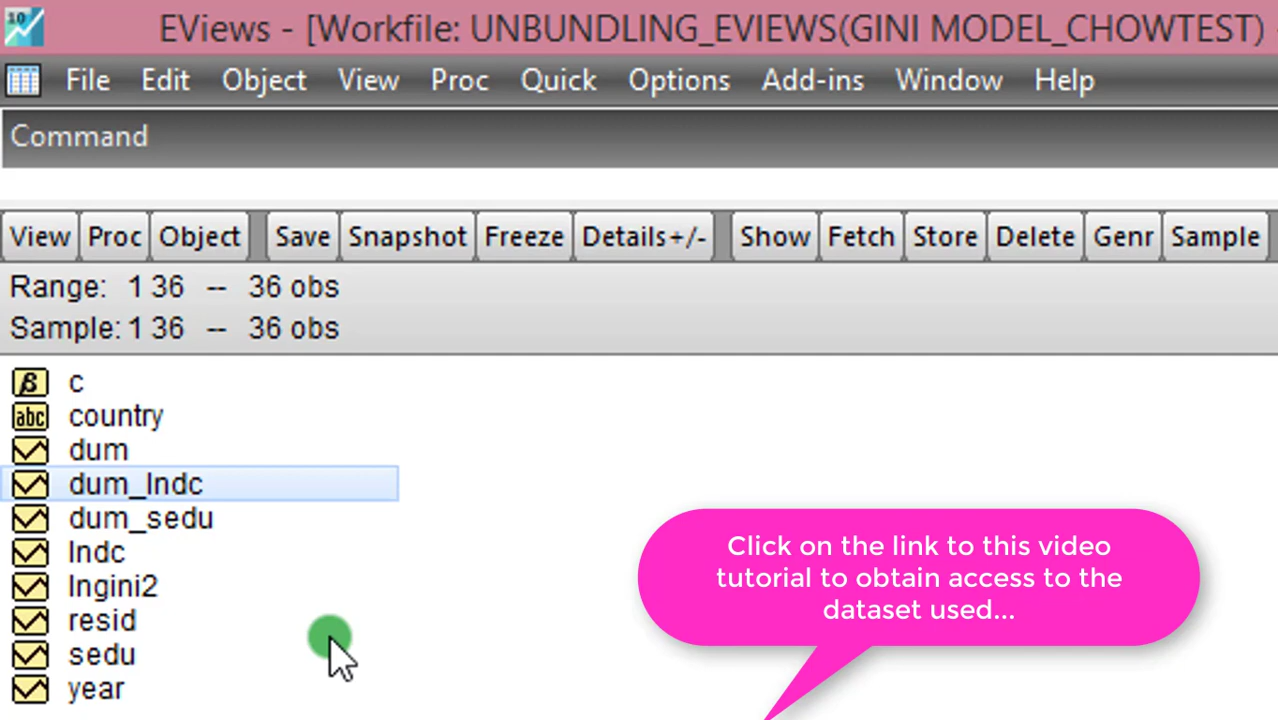 10 EViews - [Workfile: UNBUNDLING_EVIEWS(GINI MODEL_CHOWTEST)
File Edit Object View Proc Quick Options Add-ins Window Help
Command
View Proc Object Save Snapshot Freeze Details+/- Show Fetch Store Delete Genr Sample
Range: 1 36 -- 36 obs
Sample: 1 36 -- 36 obs
β c
abc country
dum
dum_lndc
dum_sedu
lndc
lngini2
resid
sedu
year
Click on the link to this video
tutorial to obtain access to the
dataset used...